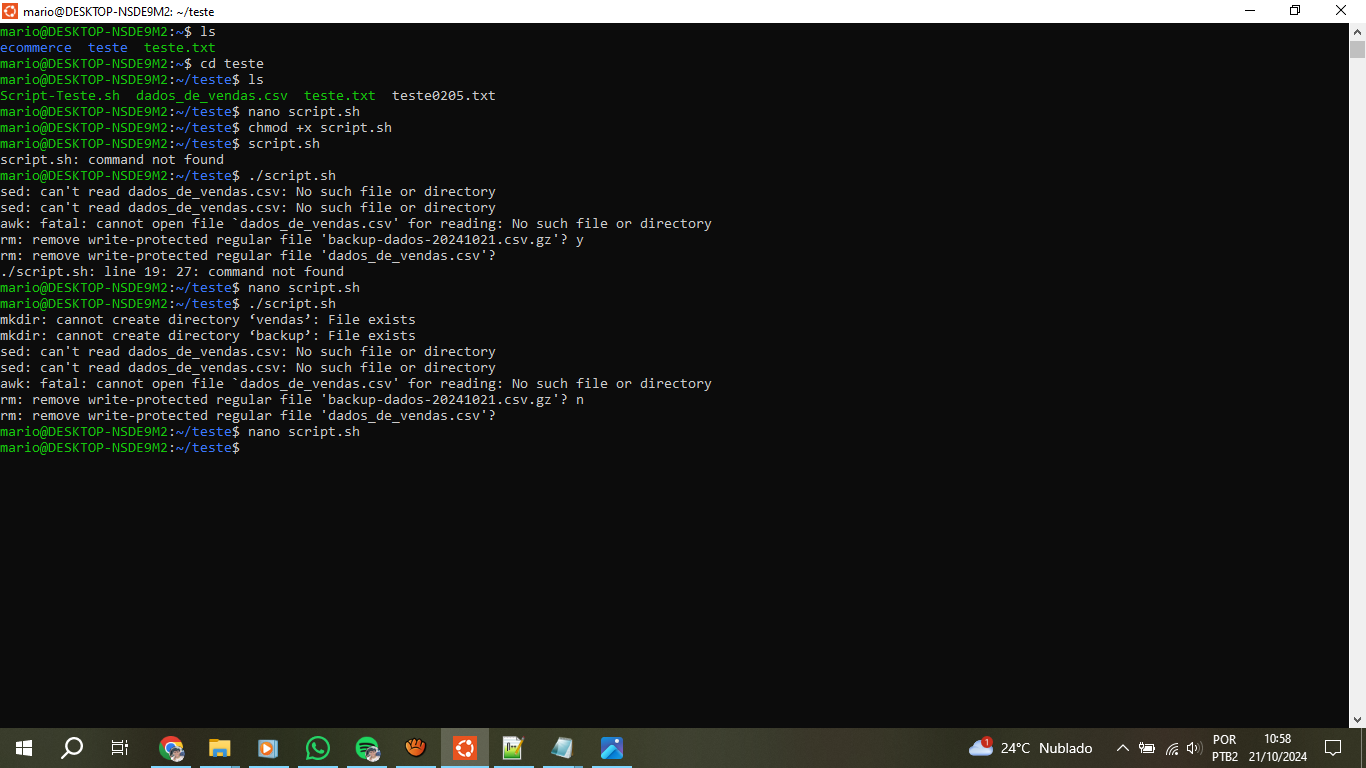 mario@DESKTOP-NSDE9M2: ~/teste
mario@DESKTOP-NSDE9M2:~$ ls
ecommerce  teste  teste.txt
mario@DESKTOP-NSDE9M2:~$ cd teste
mario@DESKTOP-NSDE9M2:~/teste$ ls
Script-Teste.sh  dados_de_vendas.csv  teste.txt  teste0205.txt
mario@DESKTOP-NSDE9M2:~/teste$ nano script.sh
mario@DESKTOP-NSDE9M2:~/teste$ chmod +x script.sh
mario@DESKTOP-NSDE9M2:~/teste$ script.sh
script.sh: command not found
mario@DESKTOP-NSDE9M2:~/teste$ ./script.sh
sed: can't read dados_de_vendas.csv: No such file or directory
sed: can't read dados_de_vendas.csv: No such file or directory
awk: fatal: cannot open file `dados_de_vendas.csv' for reading: No such file or directory
rm: remove write-protected regular file 'backup-dados-20241021.csv.gz'? y
rm: remove write-protected regular file 'dados_de_vendas.csv'?
./script.sh: line 19: 27: command not found
mario@DESKTOP-NSDE9M2:~/teste$ nano script.sh
mario@DESKTOP-NSDE9M2:~/teste$ ./script.sh
mkdir: cannot create directory ‘vendas’: File exists
mkdir: cannot create directory ‘backup’: File exists
sed: can't read dados_de_vendas.csv: No such file or directory
sed: can't read dados_de_vendas.csv: No such file or directory
awk: fatal: cannot open file `dados_de_vendas.csv' for reading: No such file or directory
rm: remove write-protected regular file 'backup-dados-20241021.csv.gz'? n
rm: remove write-protected regular file 'dados_de_vendas.csv'?
mario@DESKTOP-NSDE9M2:~/teste$ nano script.sh
mario@DESKTOP-NSDE9M2:~/teste$
1
24°C  Nublado
POR
PTB2
10:58
21/10/2024